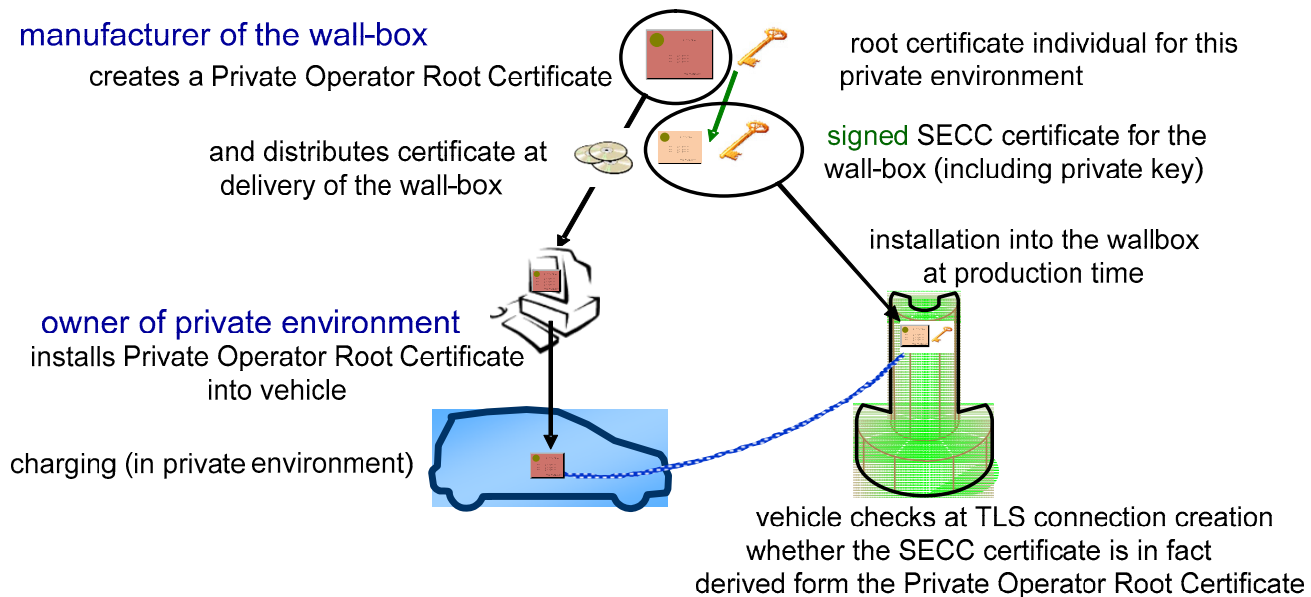 manufacturer of the wall-box
creates a Private Operator Root Certificate
root certificate individual for this
private environment
and distributes certificate at
delivery of the wall-box
signed SECC certificate for the
wall-box (including private key)
installation into the wallbox
at production time
owner of private environment
installs Private Operator Root Certificate
into vehicle
charging (in private environment)
vehicle checks at TLS connection creation
whether the SECC certificate is in fact
derived form the Private Operator Root Certificate